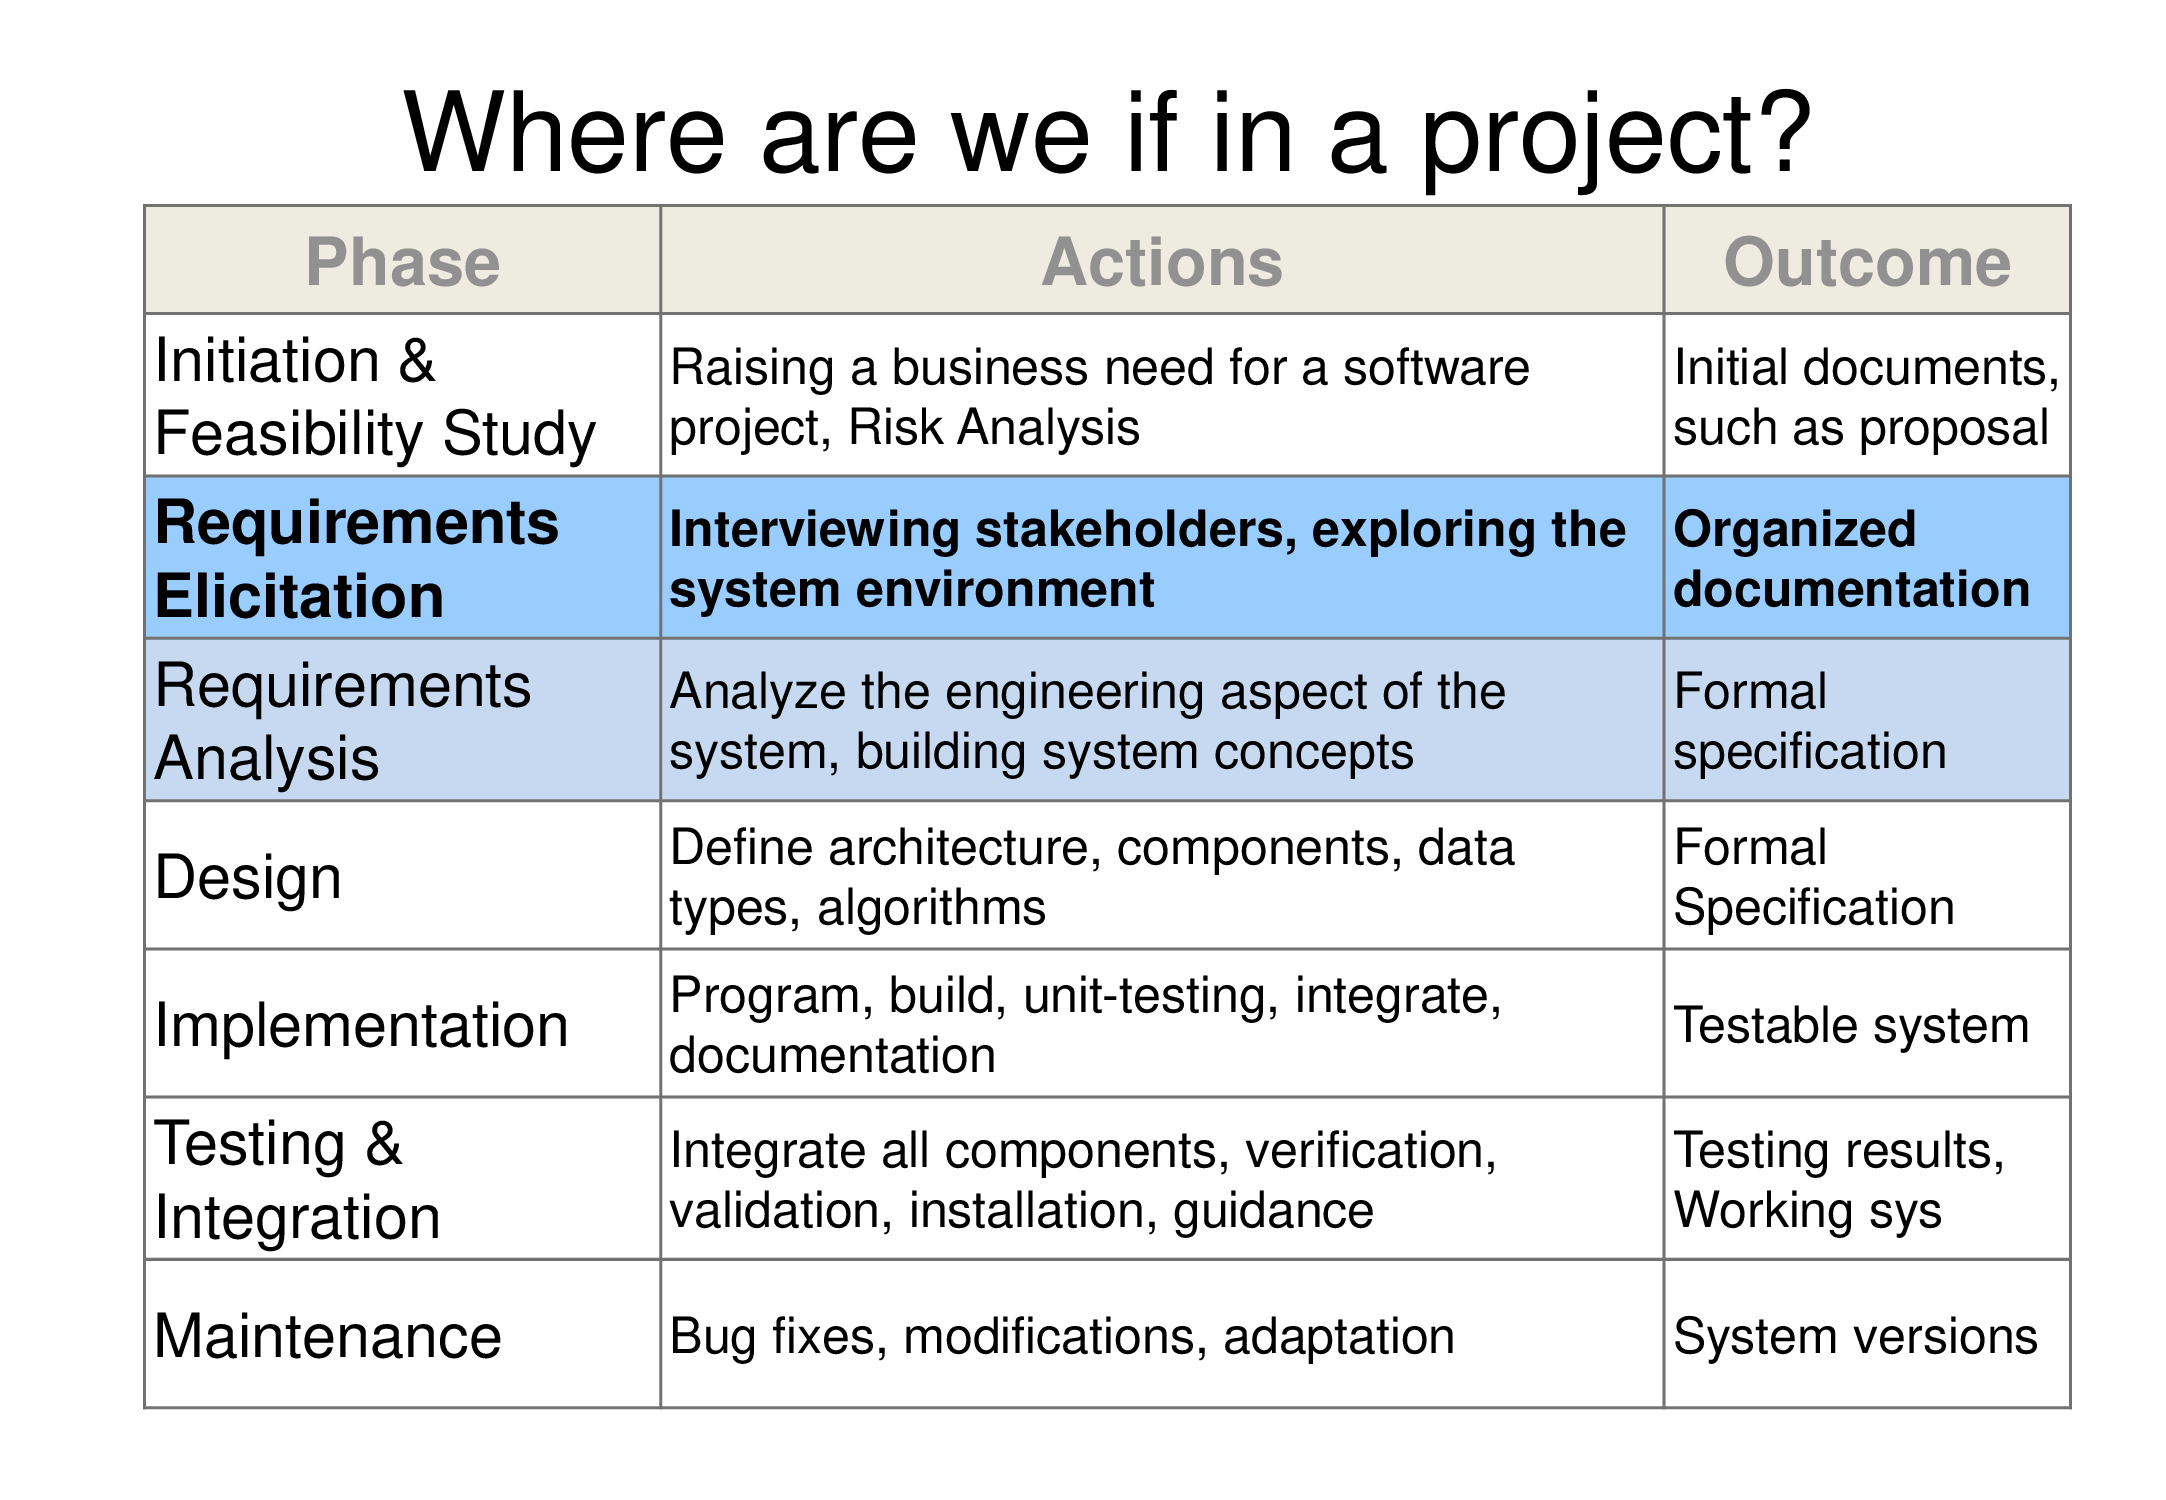 Where are we if in a project?
Phase
Actions
Outcome
Initiation &
Feasibility Study
Raising a business need for a software
project, Risk Analysis
Initial documents,
such as proposal
Requirements
Elicitation
Interviewing stakeholders, exploring the
system environment
Organized
documentation
Requirements
Analysis
Analyze the engineering aspect of the
system, building system concepts
Formal
specification
Design
Define architecture, components, data
types, algorithms
Formal
Specification
Implementation
Program, build, unit-testing, integrate,
documentation
Testable system
Testing &
Integration
Integrate all components, verification,
validation, installation, guidance
Testing results,
Working sys
Maintenance
Bug fixes, modifications, adaptation
System versions